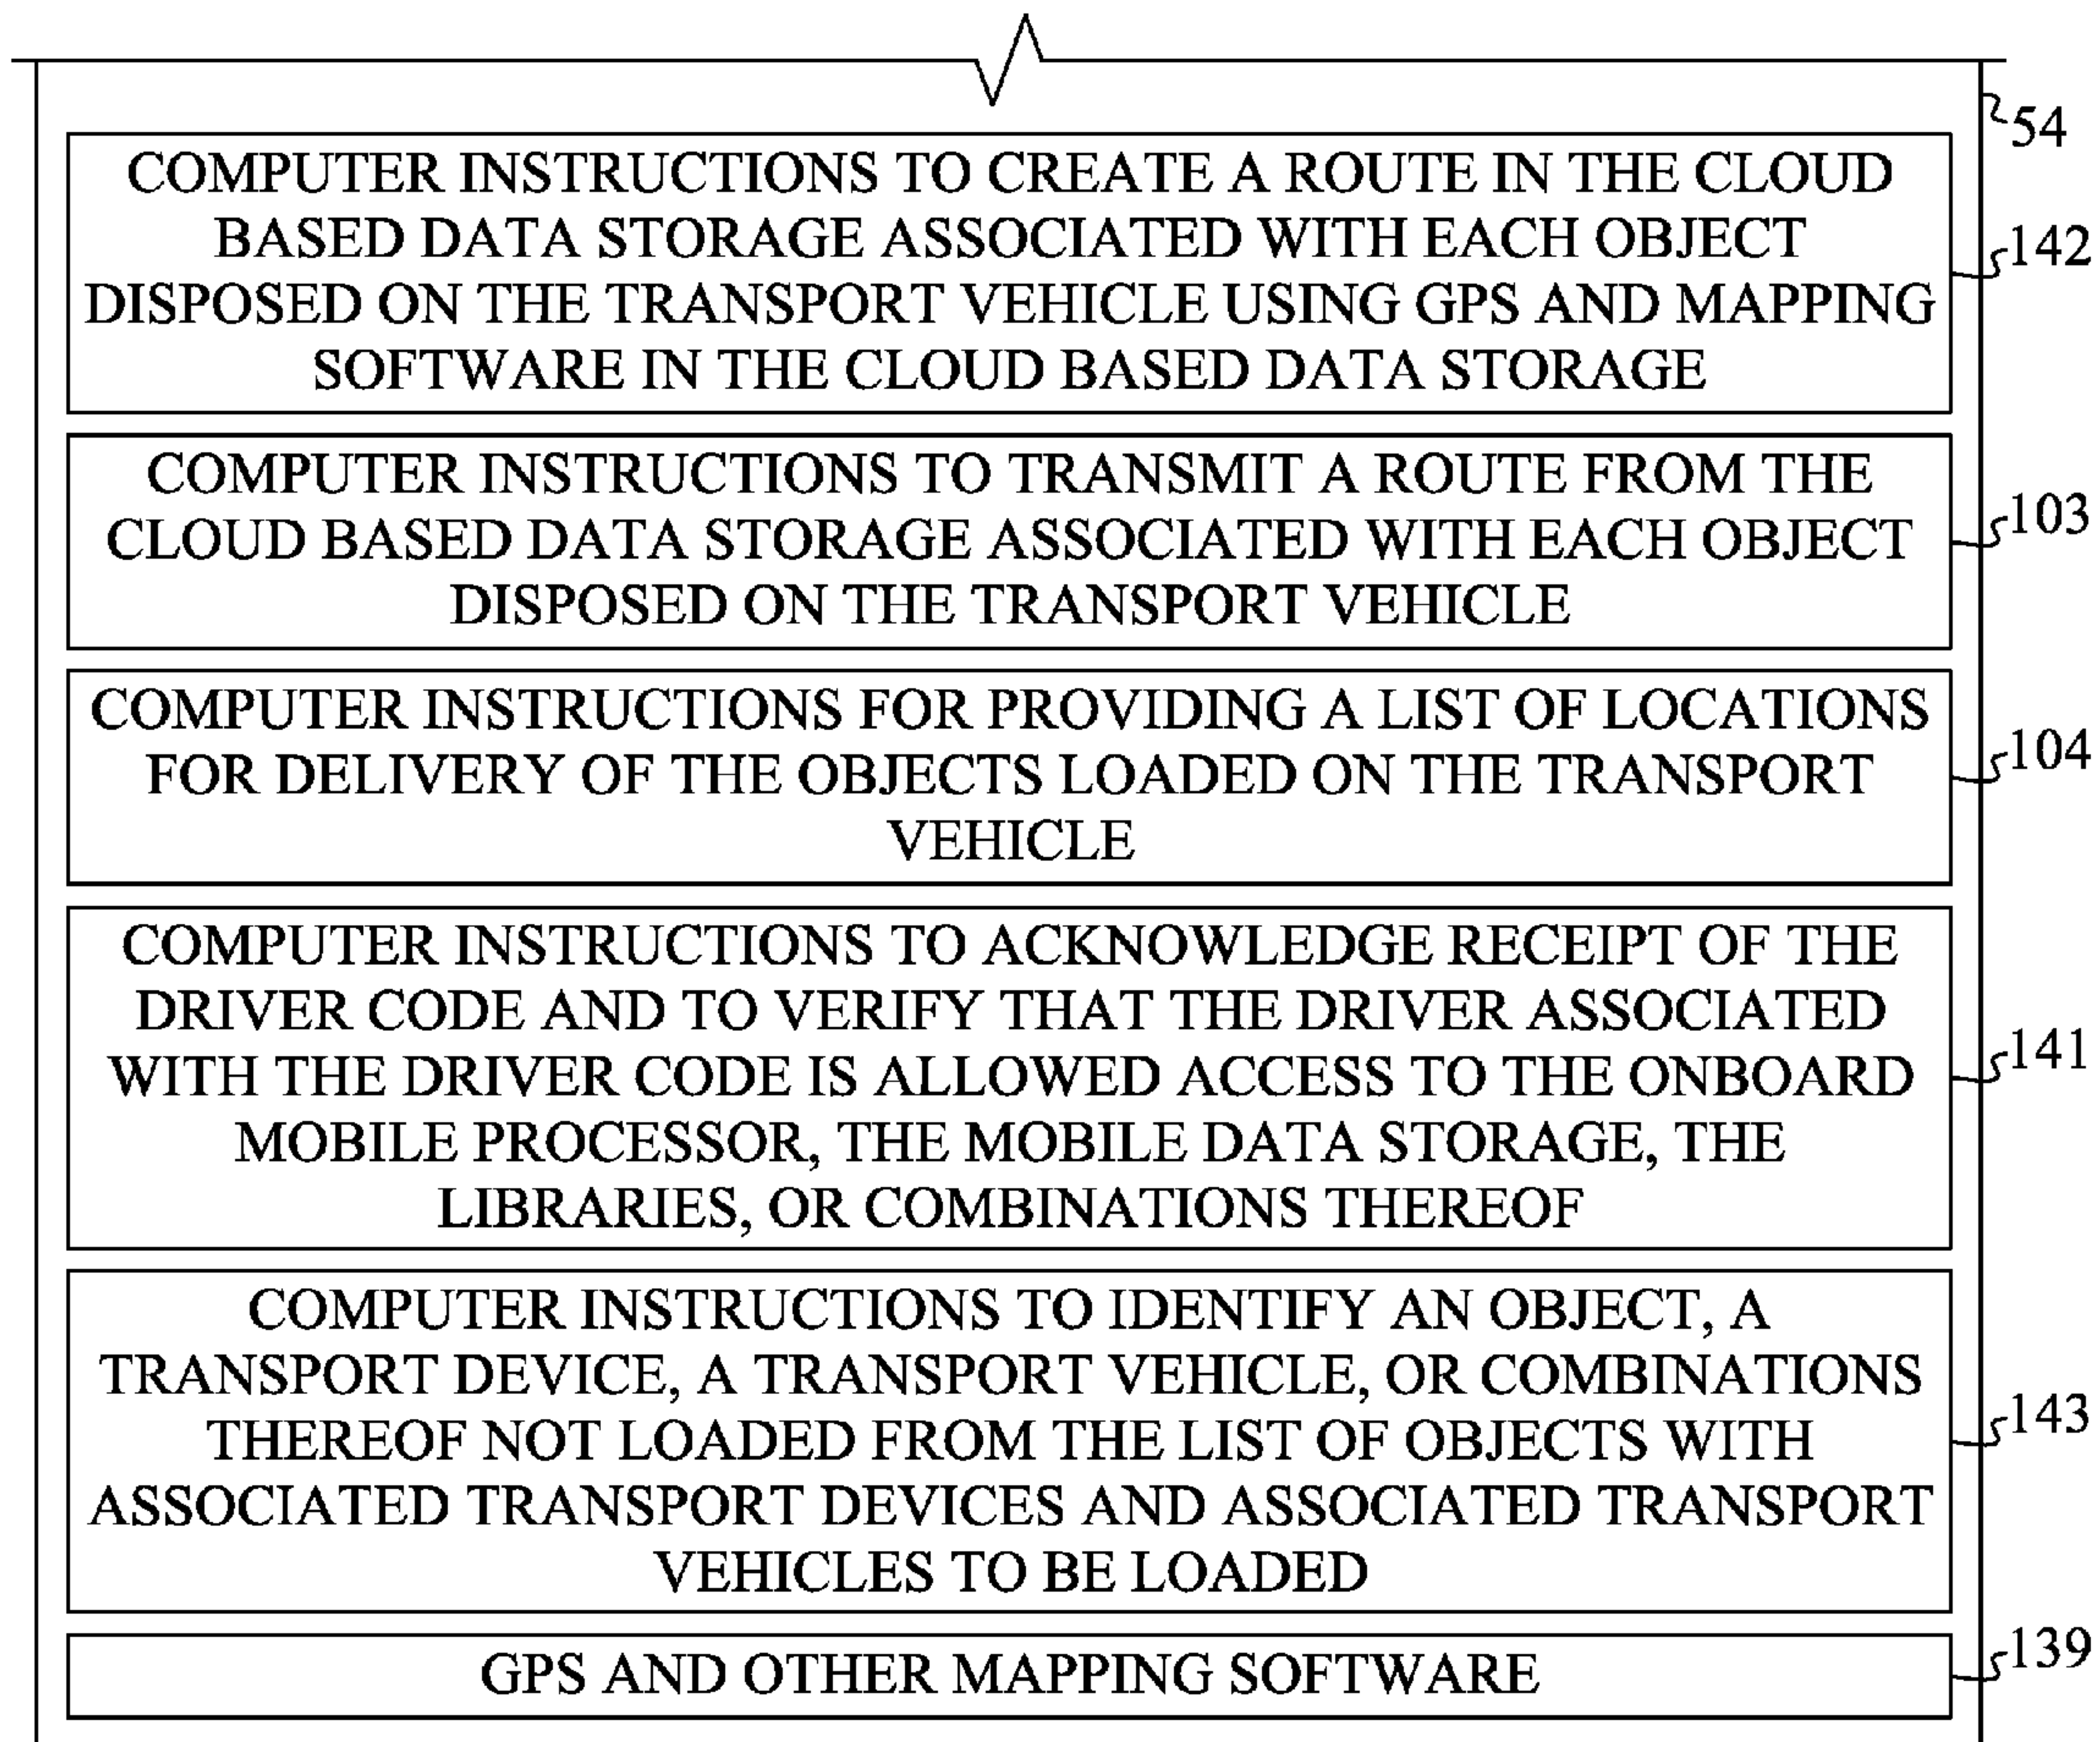 54
COMPUTER INSTRUCTIONS TO CREATE A ROUTE IN THE CLOUD
BASED DATA STORAGE ASSOCIATED WITH EACH OBJECT
DISPOSED ON THE TRANSPORT VEHICLE USING GPS AND MAPPING
SOFTWARE IN THE CLOUD BASED DATA STORAGE
142
COMPUTER INSTRUCTIONS TO TRANSMIT A ROUTE FROM THE
CLOUD BASED DATA STORAGE ASSOCIATED WITH EACH OBJECT
DISPOSED ON THE TRANSPORT VEHICLE
103
COMPUTER INSTRUCTIONS FOR PROVIDING A LIST OF LOCATIONS
FOR DELIVERY OF THE OBJECTS LOADED ON THE TRANSPORT
VEHICLE
104
COMPUTER INSTRUCTIONS TO ACKNOWLEDGE RECEIPT OF THE
DRIVER CODE AND TO VERIFY THAT THE DRIVER ASSOCIATED
WITH THE DRIVER CODE IS ALLOWED ACCESS TO THE ONBOARD
MOBILE PROCESSOR, THE MOBILE DATA STORAGE, THE
LIBRARIES, OR COMBINATIONS THEREOF
141
COMPUTER INSTRUCTIONS TO IDENTIFY AN OBJECT, A
TRANSPORT DEVICE, A TRANSPORT VEHICLE, OR COMBINATIONS
THEREOF NOT LOADED FROM THE LIST OF OBJECTS WITH
ASSOCIATED TRANSPORT DEVICES AND ASSOCIATED TRANSPORT
VEHICLES TO BE LOADED
143
GPS AND OTHER MAPPING SOFTWARE
139